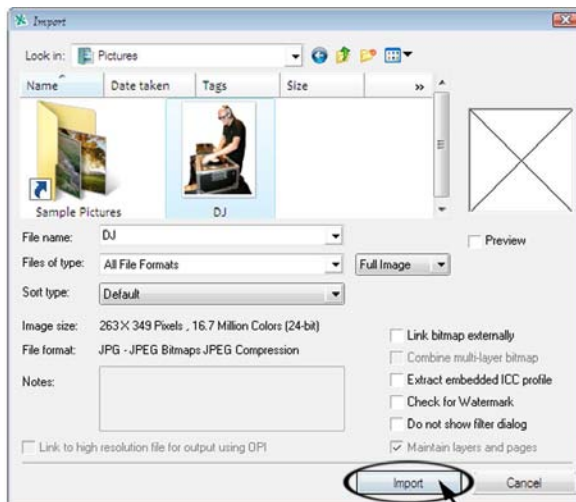 Import
Look in: Pictures
Name Date taken Tags Size »
Sample Pictures DJ
File name: DJ
Preview
Files of type: All File Formats Full Image
Sort type: Default
Image size: 263 X 349 Pixels , 16.7 Million Colors (24-bit)
File format: JPG - JPEG Bitmaps JPEG Compression
Notes:
Link bitmap externally
Combine multi-layer bitmap
Extract embedded ICC profile
Check for Watermark
Do not show filter dialog
Link to high resolution file for output using OPI
Maintain layers and pages
Import Cancel